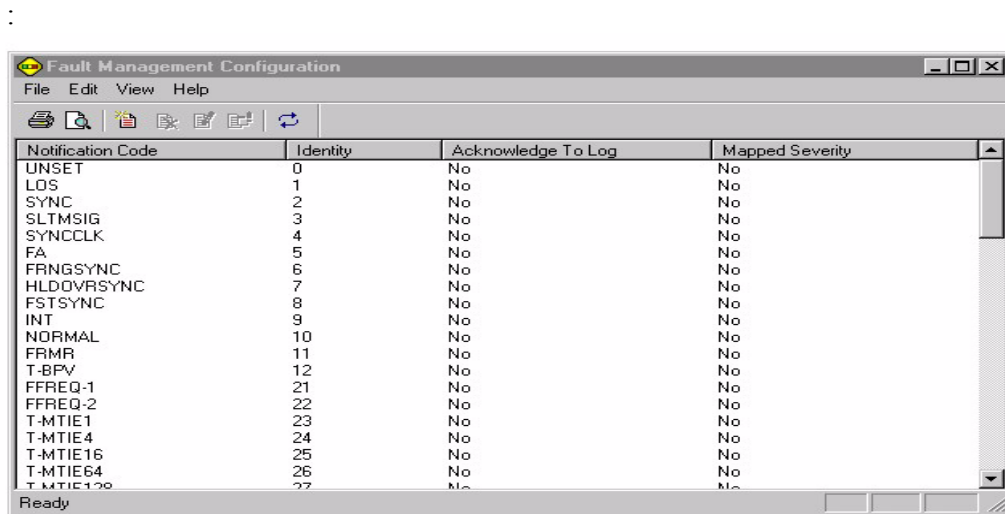 :
Fault Management Configuration
File Edit View Help
Notification Code Identity Acknowledge To Log Mapped Severity
UNSET 0 No No
LOS 1 No No
SYNC 2 No No
SLTMSIG 3 No No
SYNCCLK 4 No No
FA 5 No No
FRNGSYNC 6 No No
HLDOVRSYNC 7 No No
FSTSYNC 8 No No
INT 9 No No
NORMAL 10 No No
FRMR 11 No No
T-BPV 12 No No
FFREQ-1 21 No No
FFREQ-2 22 No No
T-MTIE1 23 No No
T-MTIE4 24 No No
T-MTIE16 25 No No
T-MTIE64 26 No No
T-MTIE128 27 No No
Ready